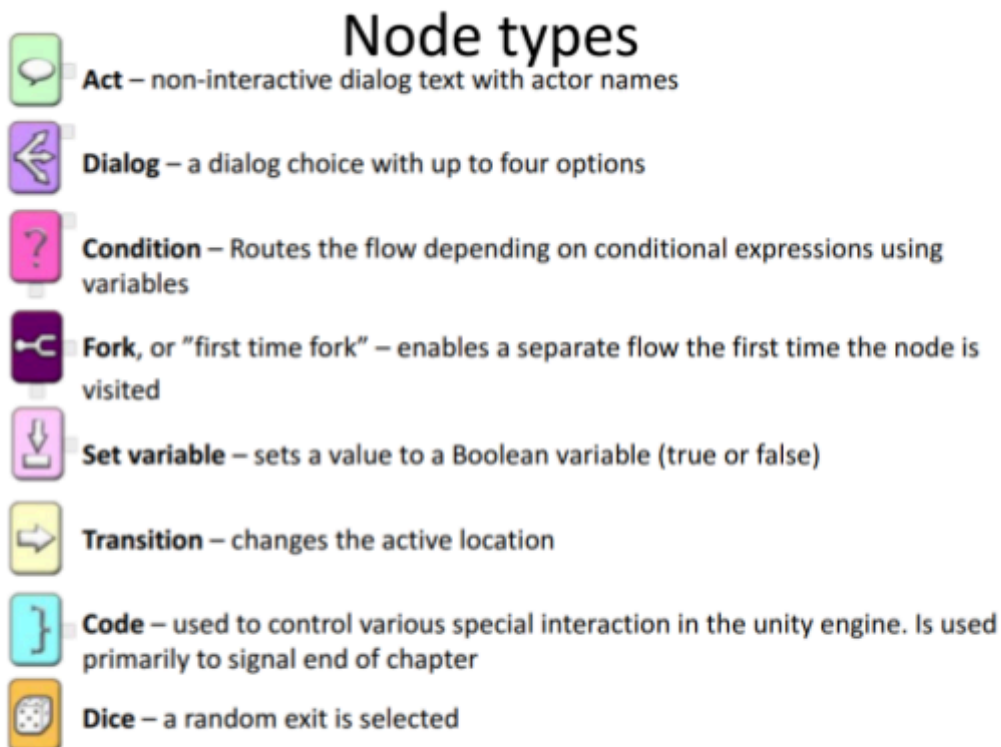 Node types
Act – non-interactive dialog text with actor names
Dialog – a dialog choice with up to four options
Condition – Routes the flow depending on conditional expressions using
variables
Fork, or ”first time fork” – enables a separate flow the first time the node is
visited
Set variable – sets a value to a Boolean variable (true or false)
Transition – changes the active location
Code – used to control various special interaction in the unity engine. Is used
primarily to signal end of chapter
Dice – a random exit is selected